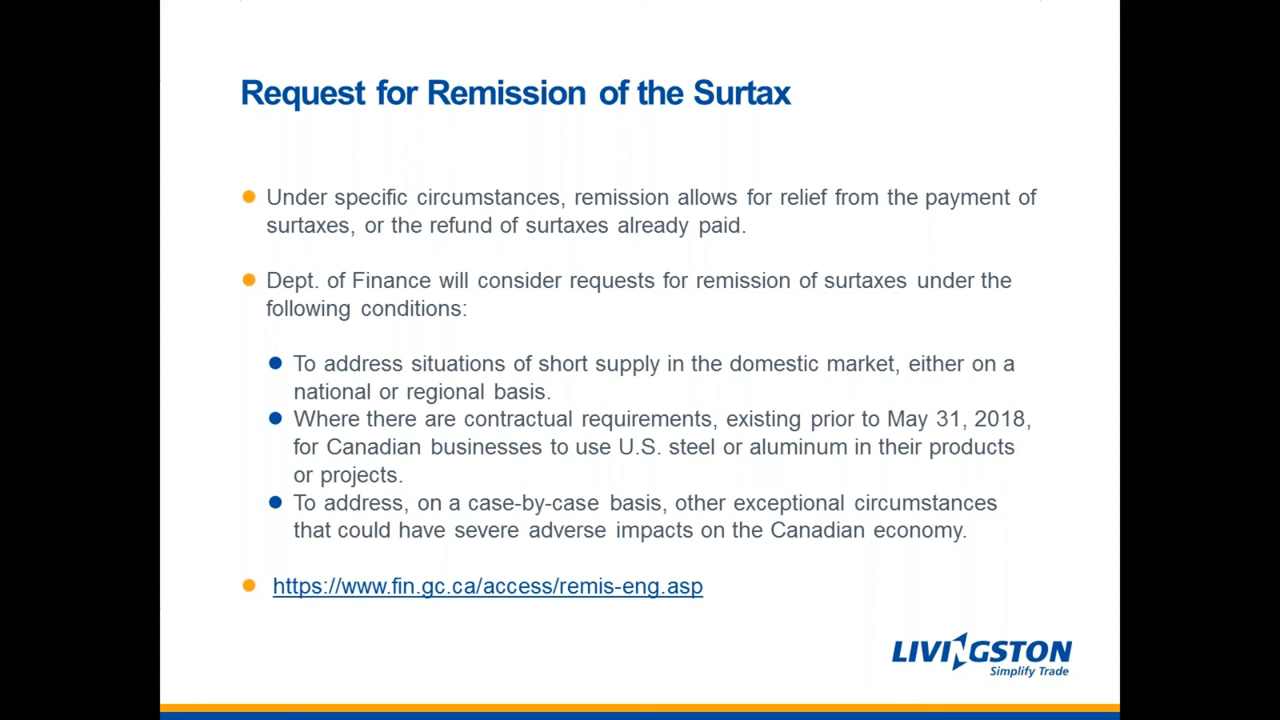 Request for Remission of the Surtax
Under specific circumstances, remission allows for relief from the payment of
surtaxes, or the refund of surtaxes already paid.
Dept. of Finance will consider requests for remission of surtaxes under the
following conditions:
To address situations of short supply in the domestic market, either on a
national or regional basis.
Where there are contractual requirements, existing prior to May 31, 2018,
for Canadian businesses to use U.S. steel or aluminum in their products
or projects.
To address, on a case-by-case basis, other exceptional circumstances
that could have severe adverse impacts on the Canadian economy.
https://www.fin.gc.ca/access/remis-eng.asp
LIVINGSTON
Simplify Trade